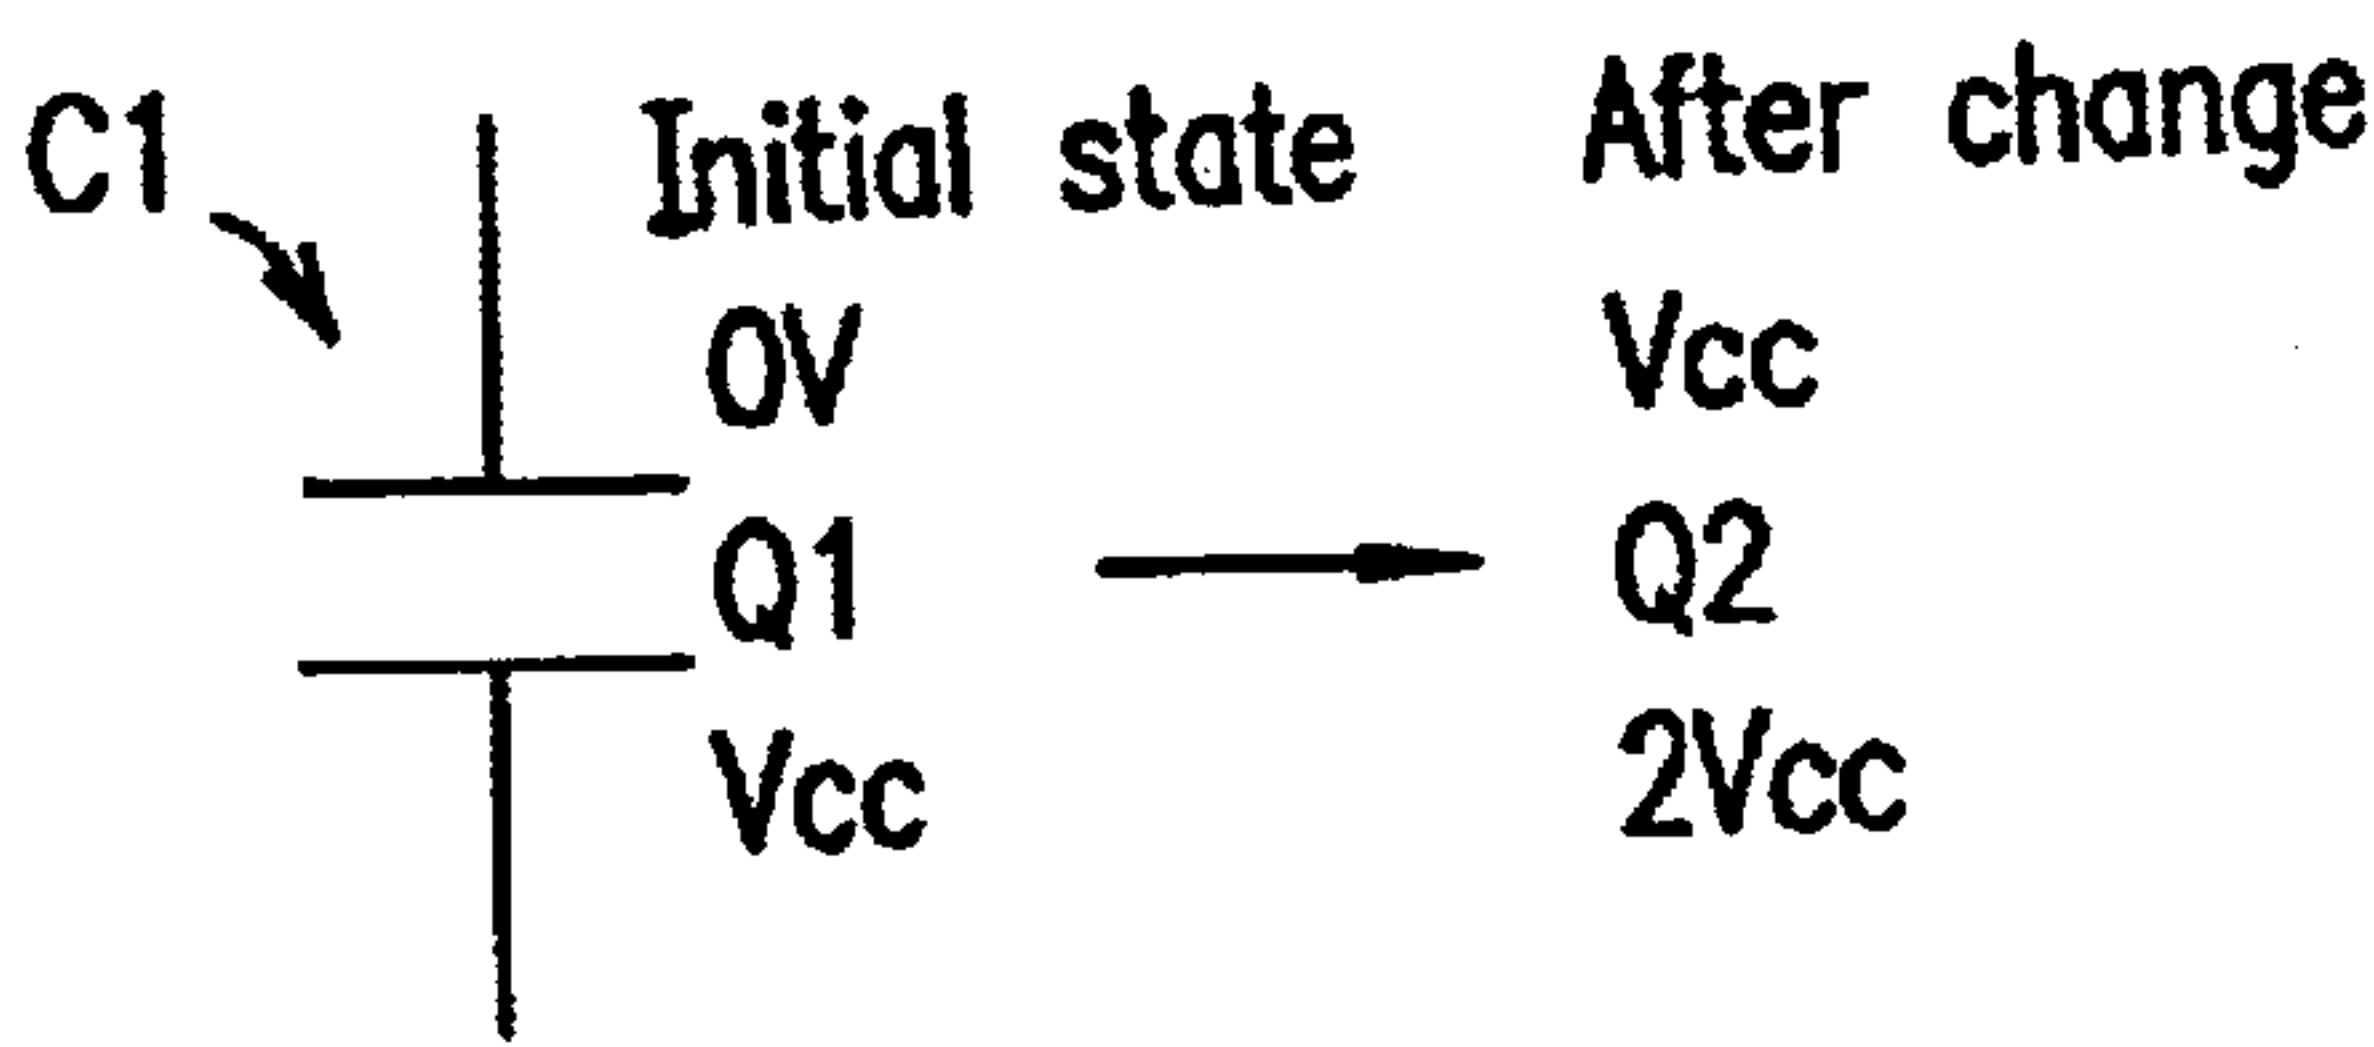 C1 Initial state After change
0V Vcc
Q1 Q2
Vcc 2Vcc